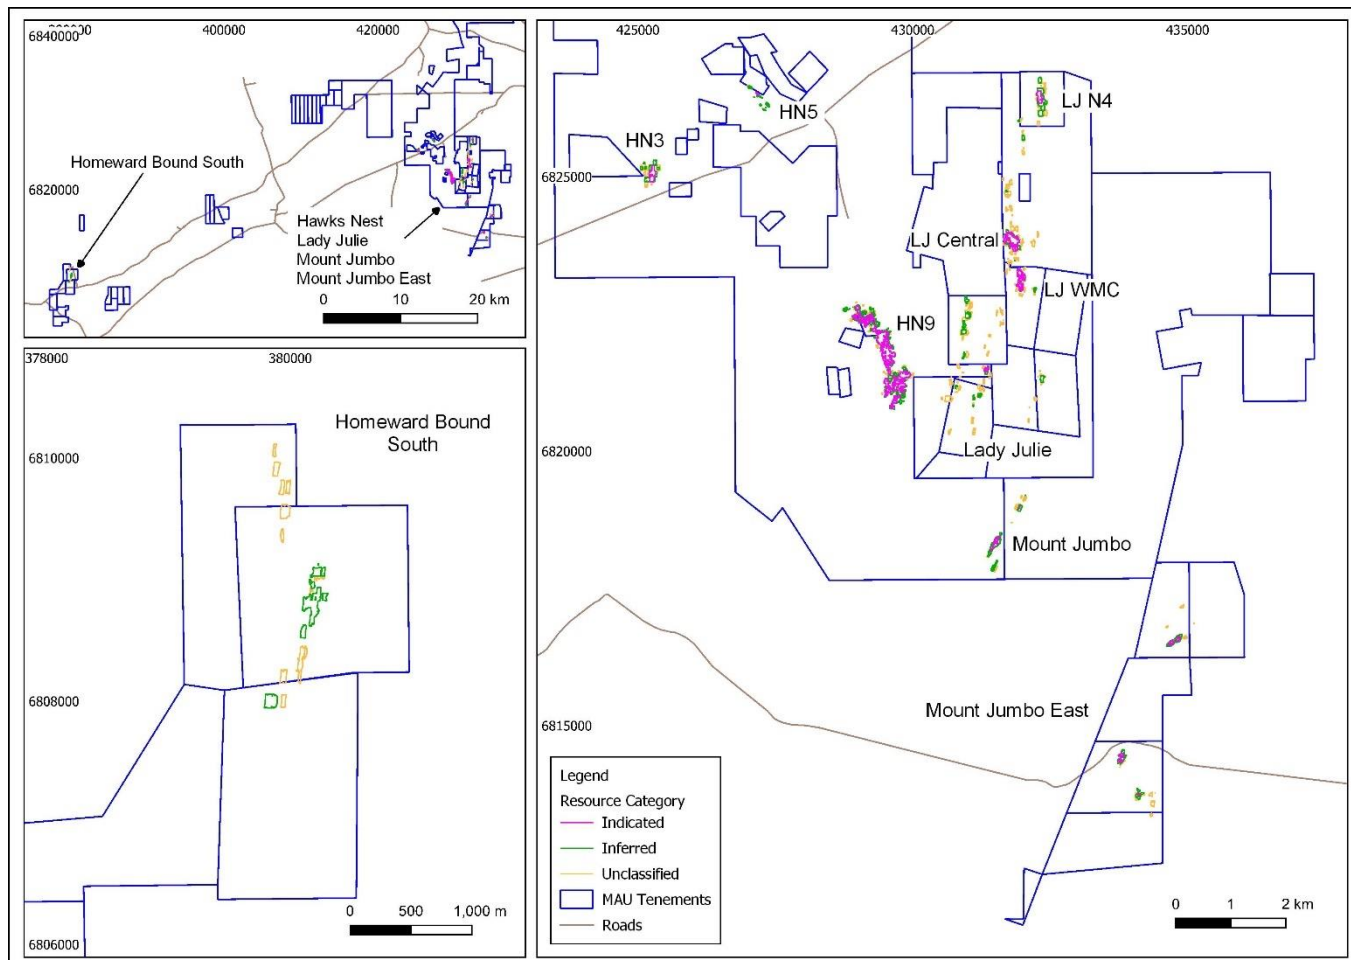 400000
420000
6840000
6820000
Homeward Bound South
Hawks Nest
Lady Julie
Mount Jumbo
Mount Jumbo East
0
10
20 km
378000
380000
Homeward Bound
South
6810000
6808000
6806000
0
500
1,000 m
425000
430000
435000
HN5
LJ N4
HN3
6825000
LJ Central
LJ WMC
HN9
6820000
Lady Julie
Mount Jumbo
Mount Jumbo East
6815000
Legend
Resource Category
Indicated
Inferred
Unclassified
MAU Tenements
Roads
0
1
2 km